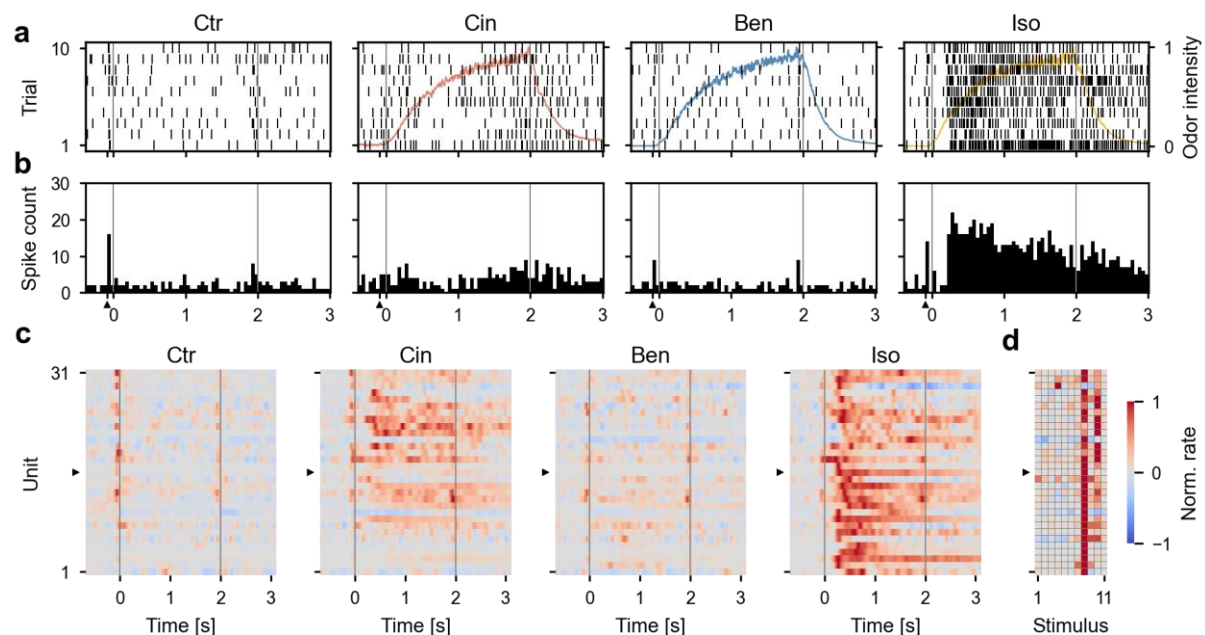 a
Ctr Cin Ben Iso
10 1
Trial
Odor intensity
1 0
b
30
20
10
0
Spike count
0 1 2 3 0 1 2 3 0 1 2 3 0 1 2 3
c d
Ctr Cin Ben Iso
31
Unit
1
1
0
−1
Norm. rate
0 1 2 3 0 1 2 3 0 1 2 3 0 1 2 3 1 11
Time [s] Time [s] Time [s] Time [s] Stimulus